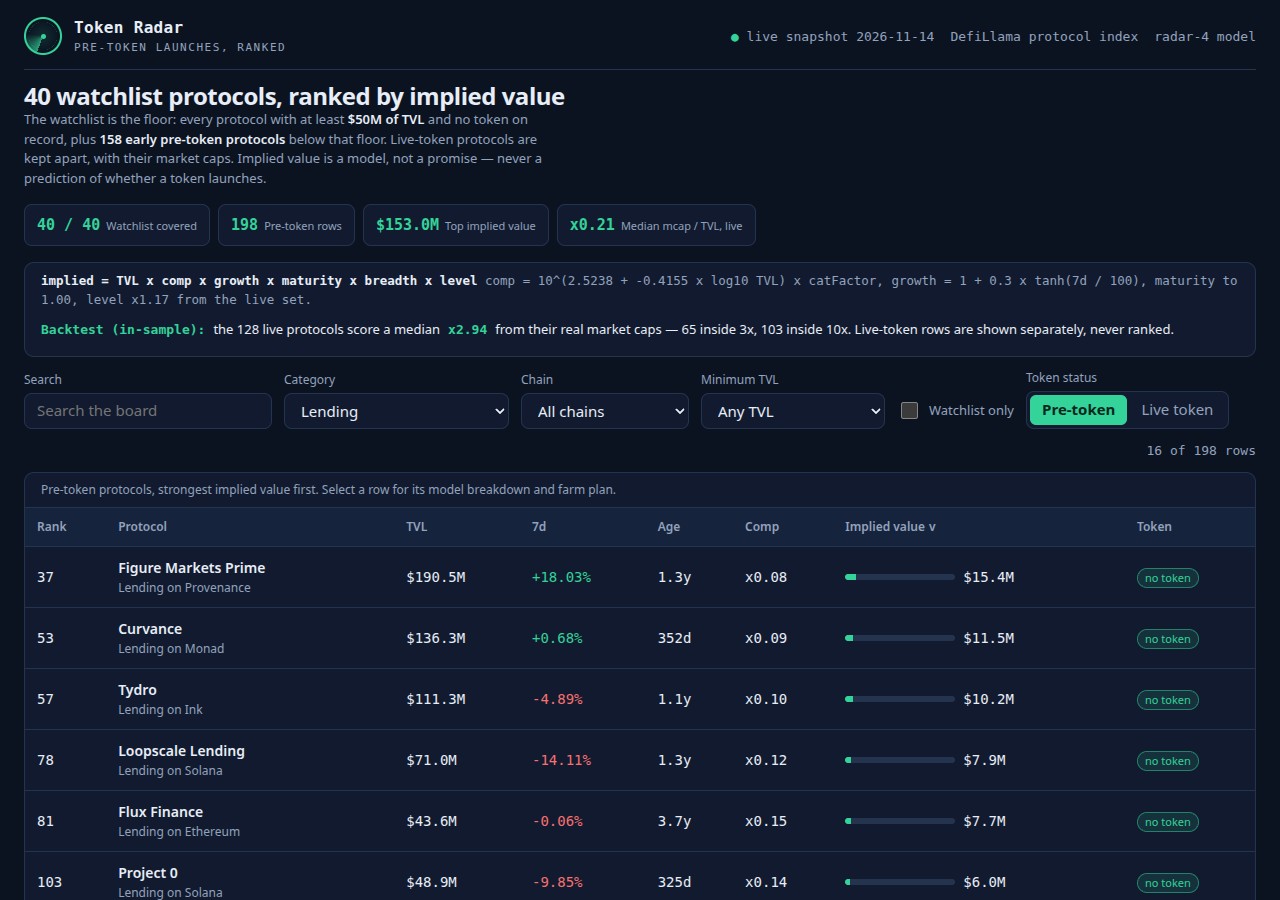 Token Radar
PRE-TOKEN LAUNCHES, RANKED
live snapshot 2026-11-14 DefiLlama protocol index radar-4 model
40 watchlist protocols, ranked by implied value
The watchlist is the floor: every protocol with at least $50M of TVL and no token on
record, plus 158 early pre-token protocols below that floor. Live-token protocols are
kept apart, with their market caps. Implied value is a model, not a promise — never a
prediction of whether a token launches.
40 / 40 Watchlist covered
198 Pre-token rows
$153.0M Top implied value
x0.21 Median mcap / TVL, live
implied = TVL x comp x growth x maturity x breadth x level comp = 10^(2.5238 + -0.4155 x log10 TVL) x catFactor, growth = 1 + 0.3 x tanh(7d / 100), maturity to
1.00, level x1.17 from the live set.
Backtest (in-sample): the 128 live protocols score a median x2.94 from their real market caps — 65 inside 3x, 103 inside 10x. Live-token rows are shown separately, never ranked.
Search Category Chain Minimum TVL Token status
Search the board Lending All chains Any TVL Watchlist only Pre-token Live token
16 of 198 rows
Pre-token protocols, strongest implied value first. Select a row for its model breakdown and farm plan.
Rank Protocol TVL 7d Age Comp Implied value v Token
37 Figure Markets Prime $190.5M +18.03% 1.3y x0.08 $15.4M no token
Lending on Provenance
53 Curvance $136.3M +0.68% 352d x0.09 $11.5M no token
Lending on Monad
57 Tydro $111.3M -4.89% 1.1y x0.10 $10.2M no token
Lending on Ink
78 Loopscale Lending $71.0M -14.11% 1.3y x0.12 $7.9M no token
Lending on Solana
81 Flux Finance $43.6M -0.06% 3.7y x0.15 $7.7M no token
Lending on Ethereum
103 Project 0 $48.9M -9.85% 325d x0.14 $6.0M no token
Lending on Solana